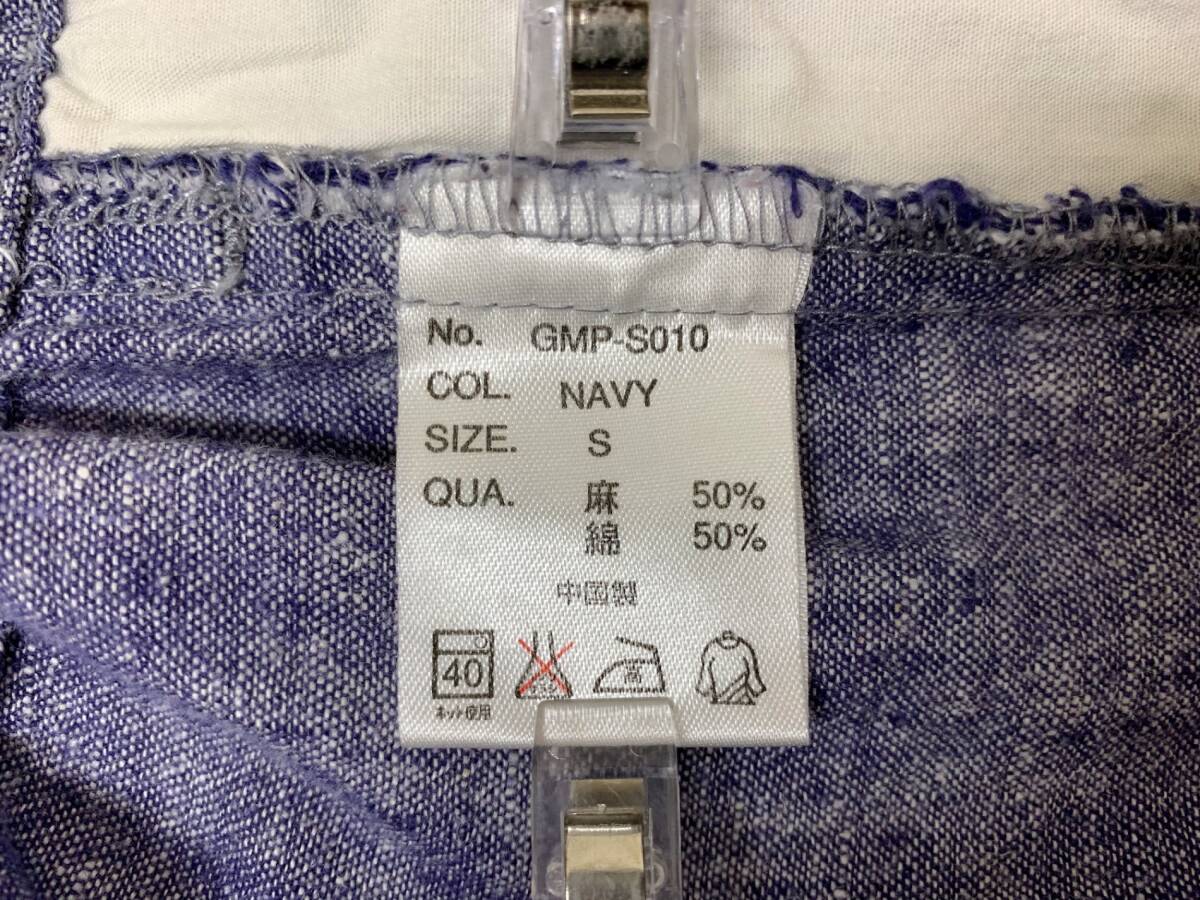 No. GMP-S010
COL. NAVY
SIZE. S
QUA. 麻 50%
綿 50%
中国製
40 高
ネット使用